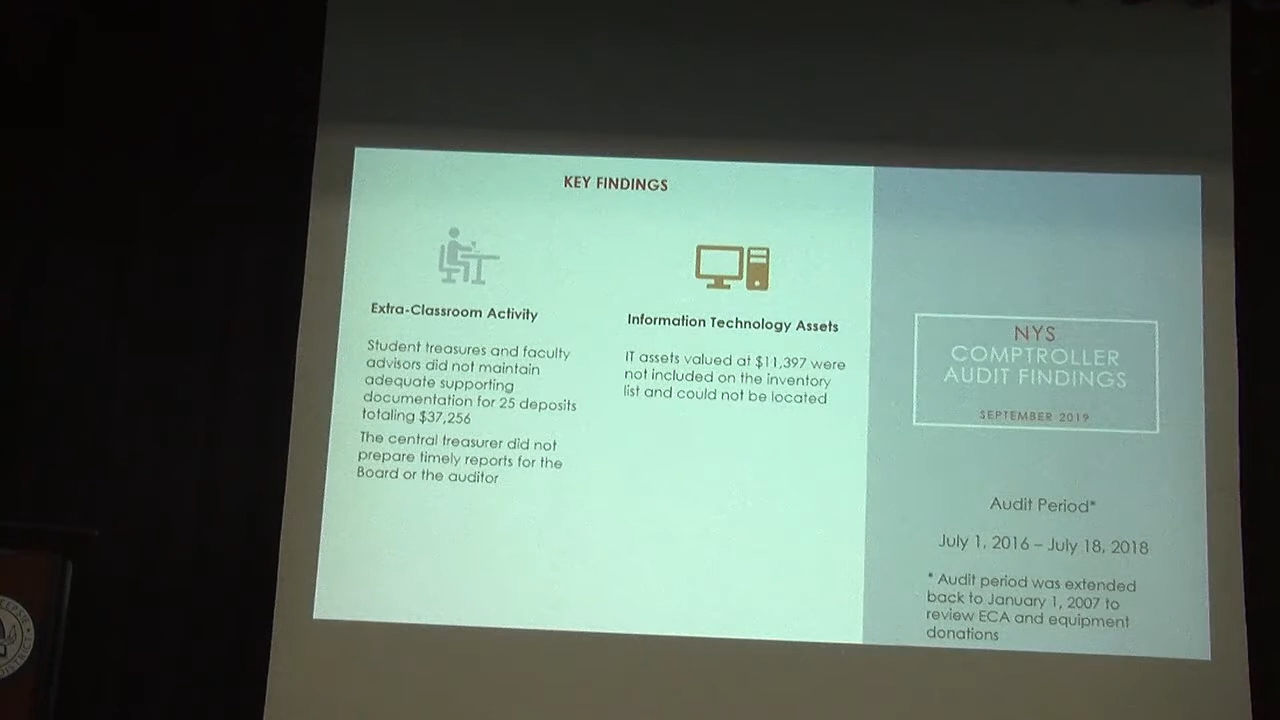 KEY FINDINGS
Extra-Classroom Activity
Student treasures and faculty
advisors did not maintain
adequate supporting
documentation for 25 deposits
totaling $37,256
The central treasurer did not
prepare timely reports for the
Board or the auditor
Information Technology Assets
IT assets valued at $11,397 were
not included on the inventory
list and could not be located
NYS
COMPTROLLER
AUDIT FINDINGS
SEPTEMBER 2019
Audit Period*
July 1, 2016 – July 18, 2018
* Audit period was extended
back to January 1, 2007 to
review ECA and equipment
donations